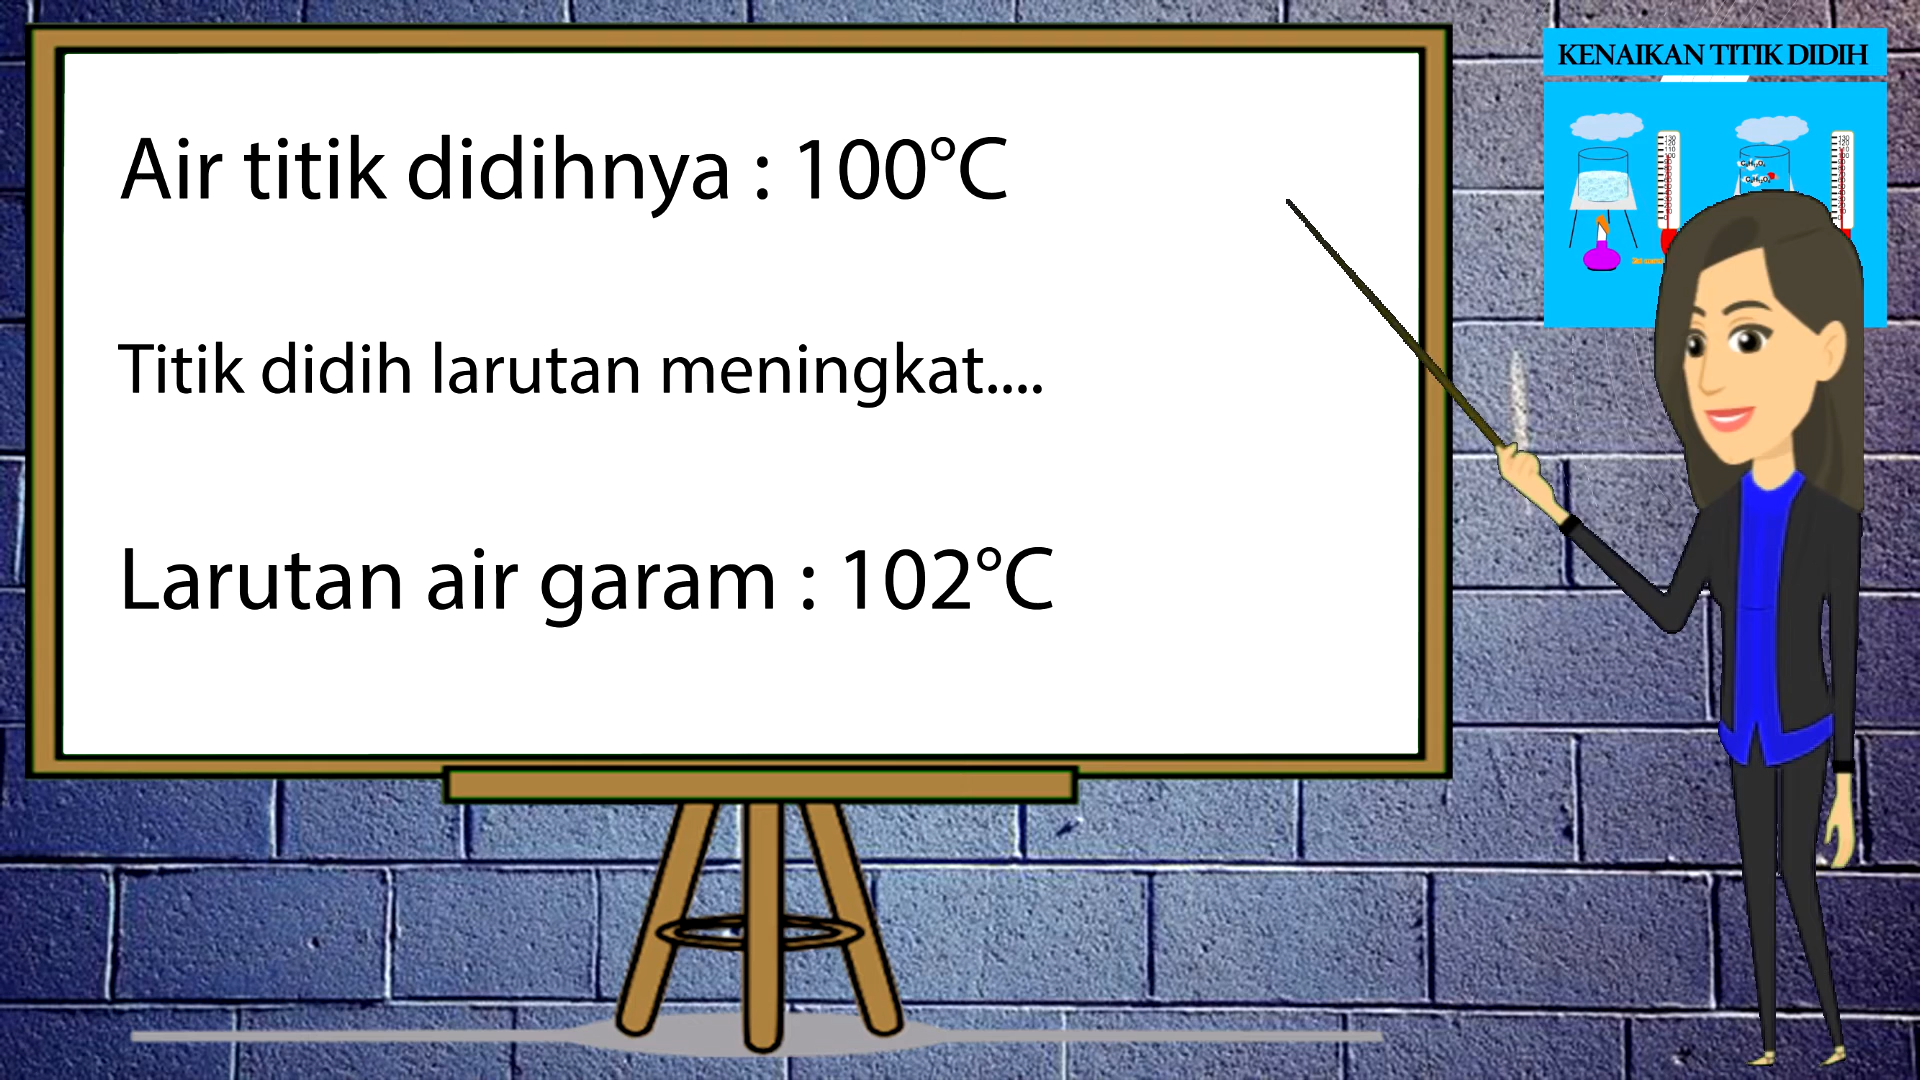 Air titik didihnya : 100°C
Titik didih larutan meningkat....
Larutan air garam : 102°C
KENAIKAN TITIK DIDIH